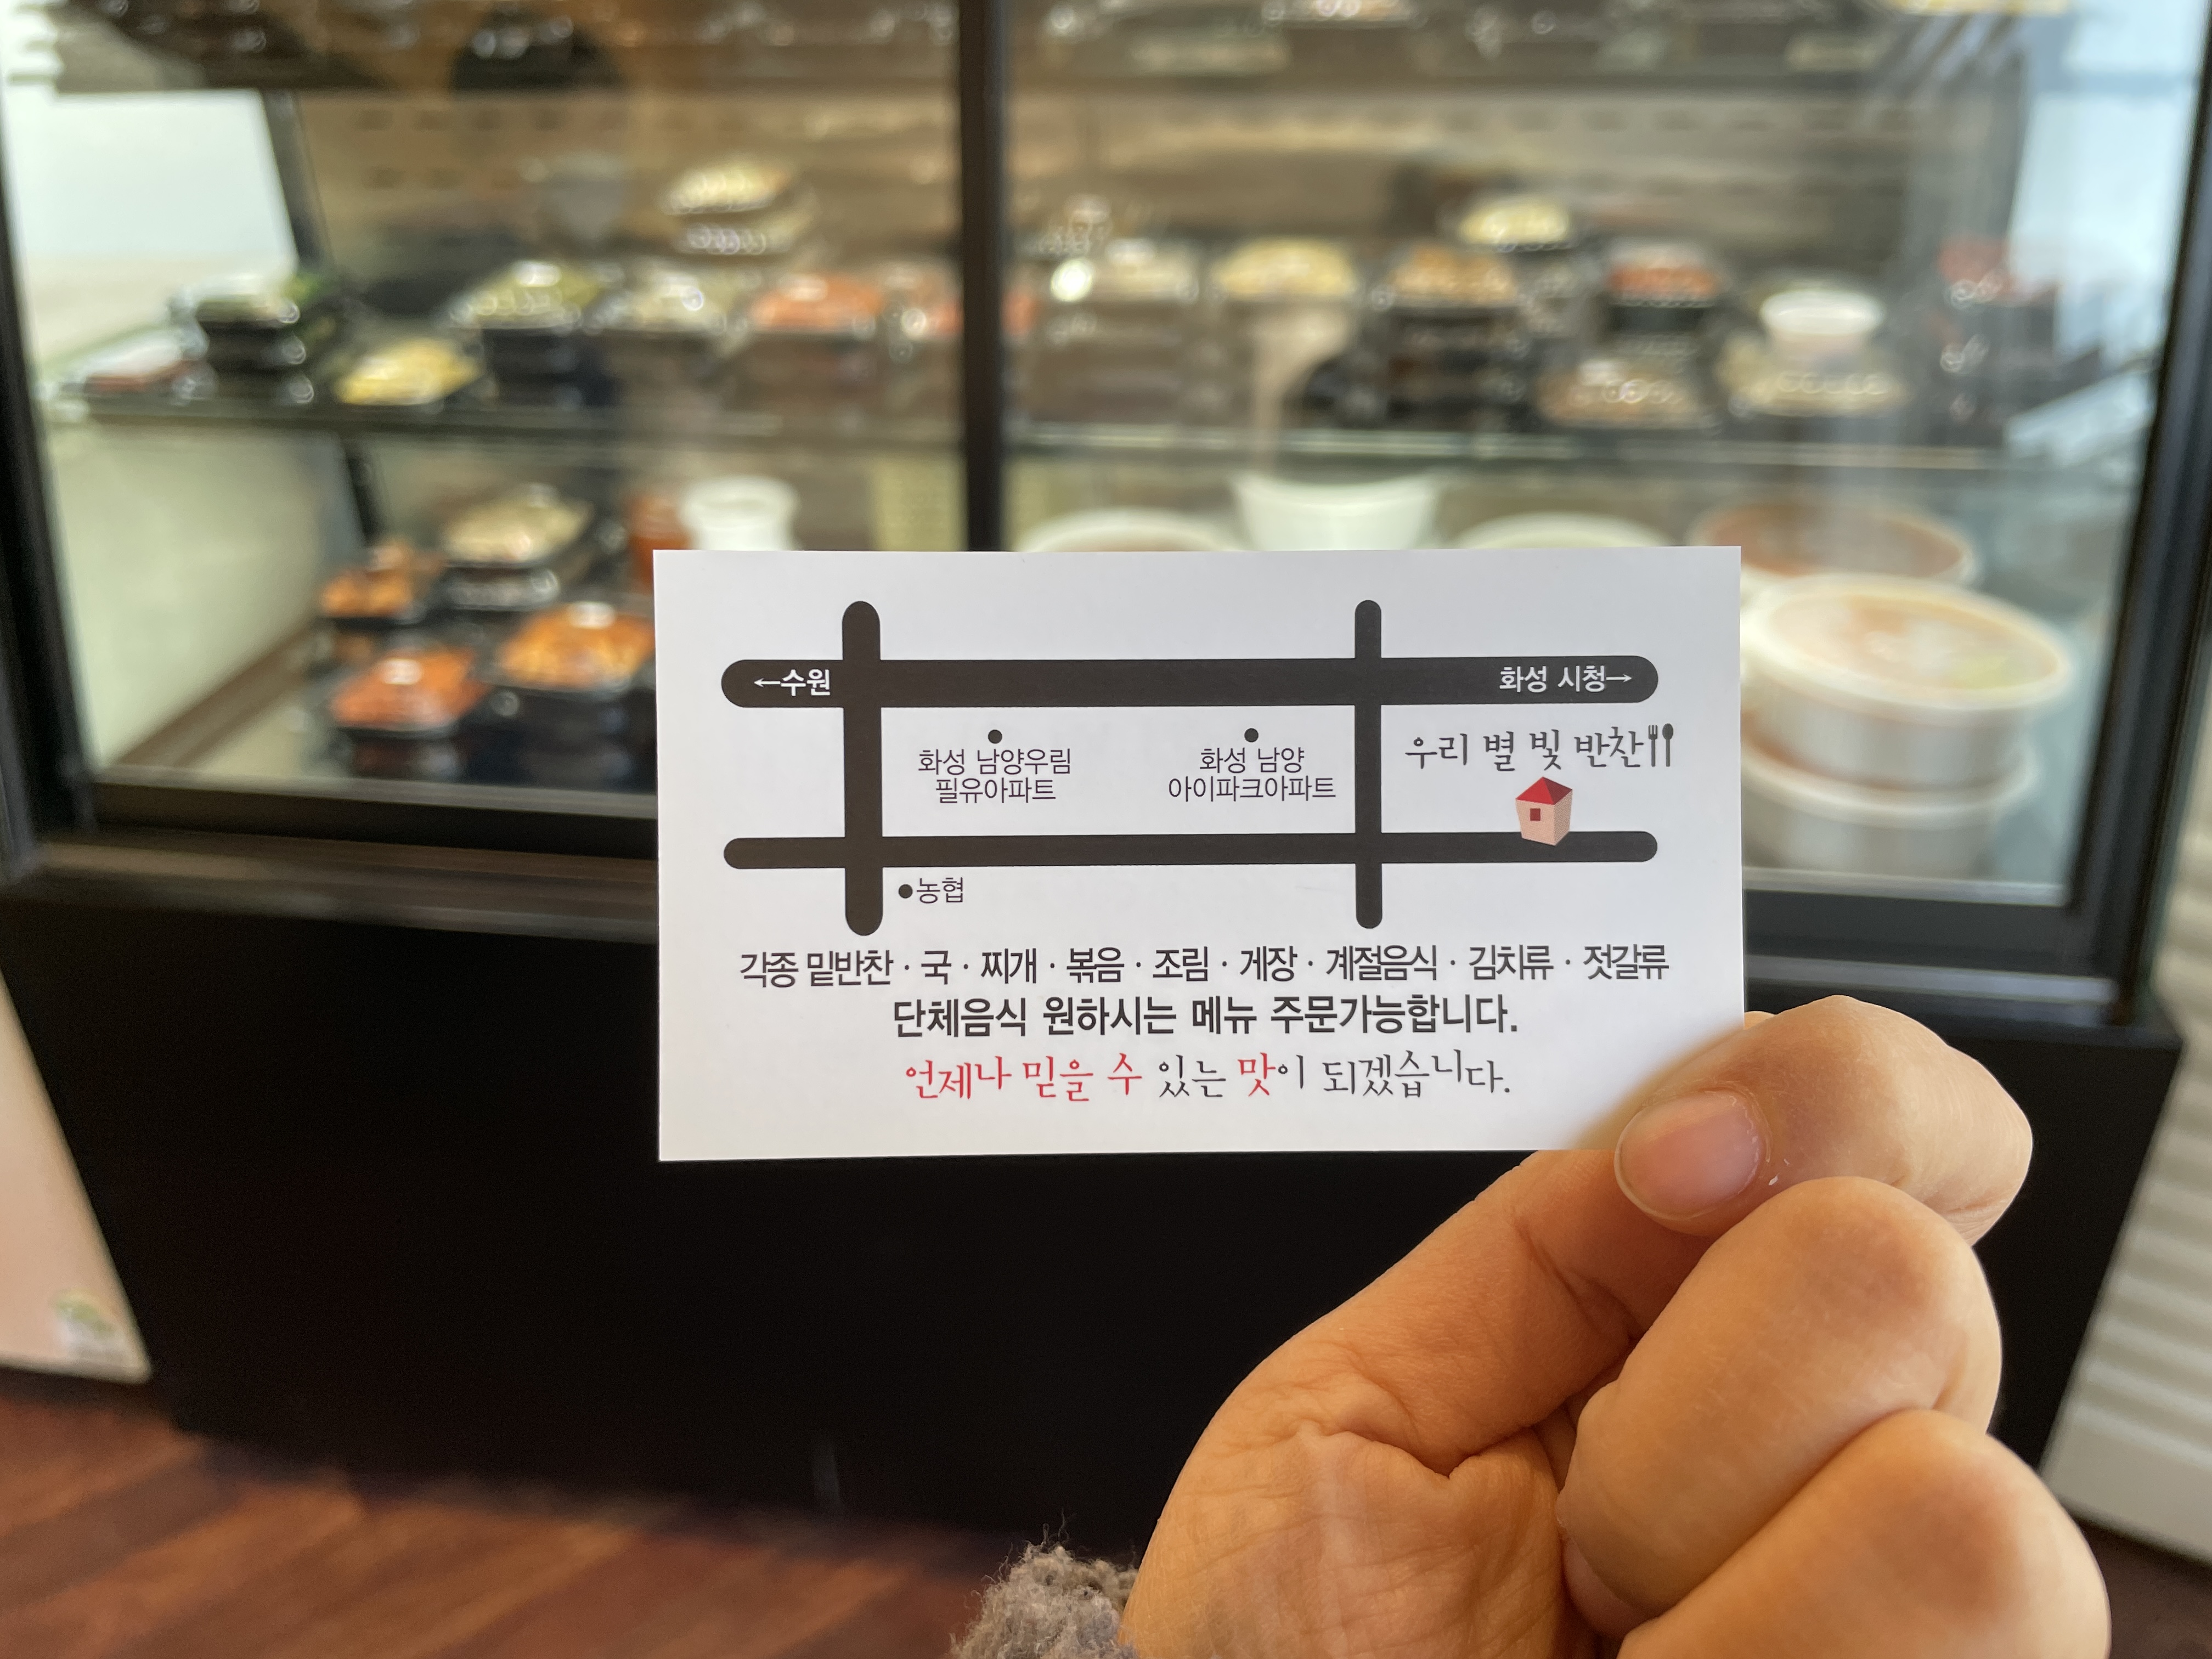 ←수원
화성 시청→
화성 남양우림
필유아파트
화성 남양
아이파크아파트
우리 별 빛 반찬
농협
각종 밑반찬 · 국 · 찌개 · 볶음 · 조림 · 게장 · 계절음식 · 김치류 · 젓갈류
단체음식 원하시는 메뉴 주문가능합니다.
언제나 믿을 수 있는 맛이 되겠습니다.